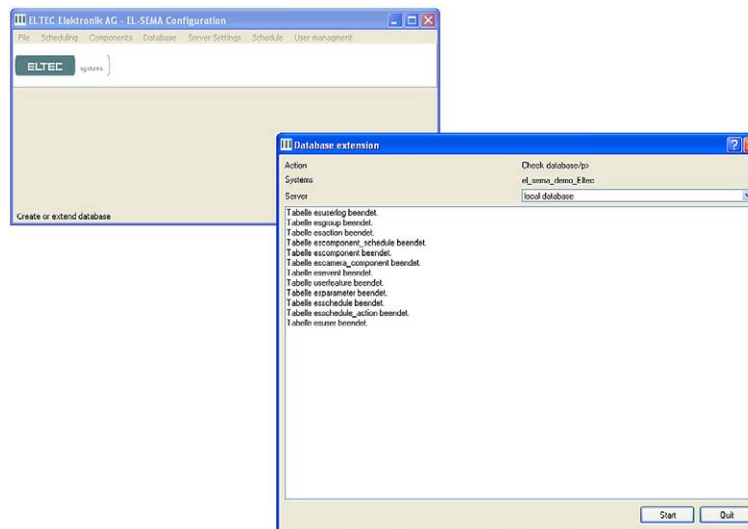 ELTEC Elektronik AG - EL-SEMA Configuration
File Scheduling Components Database Server Settings Schedule User managment
ELTEC systems
Create or extend database
Database extension
Action Check database/p>
Systems el_sema_demo_Eltec
Server local database
Tabelle esuserlog beendet.
Tabelle esgroup beendet.
Tabelle esaction beendet.
Tabelle escomponent_schedule beendet.
Tabelle escomponent beendet.
Tabelle escamera_component beendet.
Tabelle esevent beendet.
Tabelle userfeature beendet.
Tabelle esparameter beendet.
Tabelle esschedule beendet.
Tabelle esschedule_action beendet.
Tabelle esuser beendet.
Start Quit